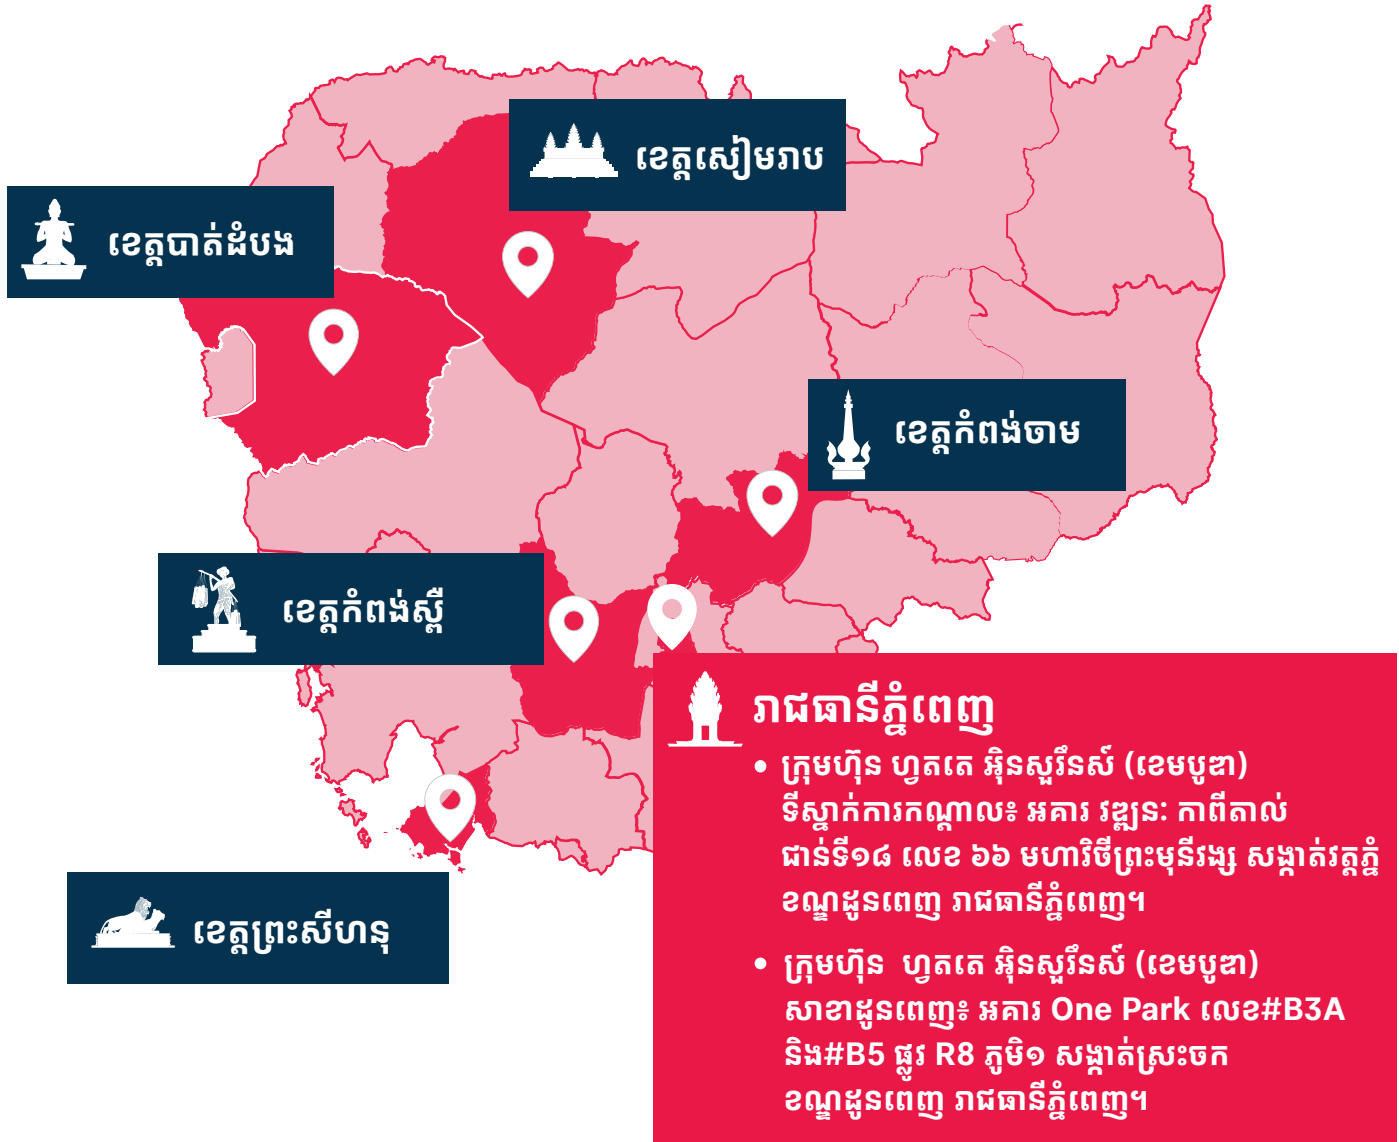 ខេត្តសៀមរាប
ខេត្តបាត់ដំបង
ខេត្តកំពង់ចាម
ខេត្តកំពង់ស្ពឺ
ខេត្តព្រះសីហនុ
រាជធានីភ្នំពេញ
• ក្រុមហ៊ុន ហ្វតតេ អ៊ិនសួរឹនស៍ (ខេមបូឌា)
ទីស្នាក់ការកណ្តាល៖ អគារ វឌ្ឍនៈ កាពីតាល់
ជាន់ទី១៨ លេខ ៦៦ មហាវិថីព្រះមុនីវង្ស សង្កាត់វត្តភ្នំ
ខណ្ឌដូនពេញ រាជធានីភ្នំពេញ។
• ក្រុមហ៊ុន ហ្វតតេ អ៊ិនសួរឹនស៍ (ខេមបូឌា)
សាខាដូនពេញ៖ អគារ One Park លេខ#B3A
និង#B5 ផ្លូវ R8 ភូមិ១ សង្កាត់ស្រះចក
ខណ្ឌដូនពេញ រាជធានីភ្នំពេញ។